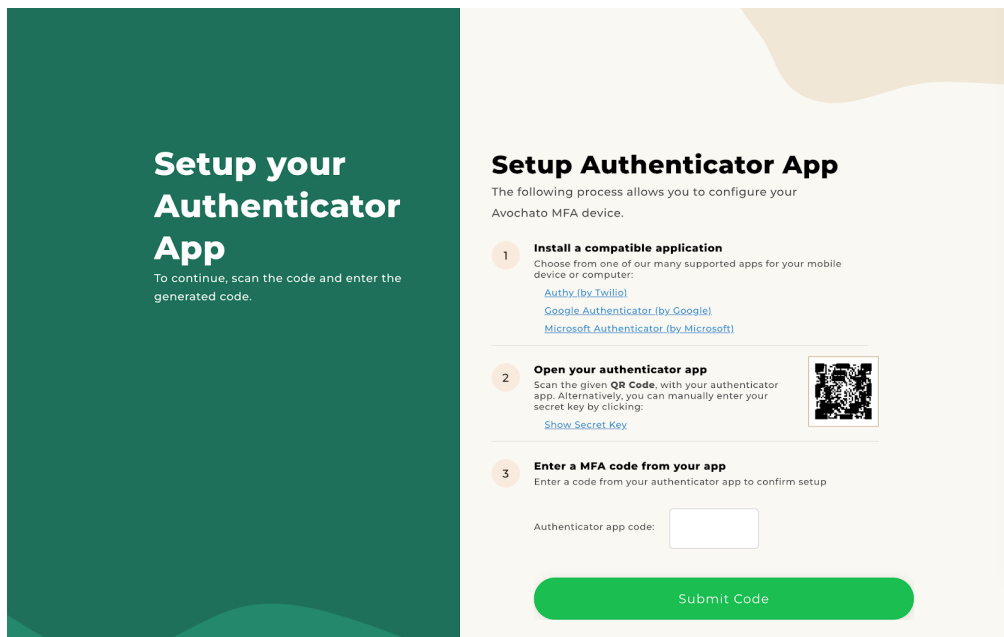 Setup your
Authenticator
App
To continue, scan the code and enter the
generated code.
Setup Authenticator App
The following process allows you to configure your
Avochato MFA device.
1
Install a compatible application
Choose from one of our many supported apps for your mobile
device or computer:
Authy (by Twilio)
Google Authenticator (by Google)
Microsoft Authenticator (by Microsoft)
2
Open your authenticator app
Scan the given QR Code, with your authenticator
app. Alternatively, you can manually enter your
secret key by clicking:
Show Secret Key
3
Enter a MFA code from your app
Enter a code from your authenticator app to confirm setup
Authenticator app code:
Submit Code